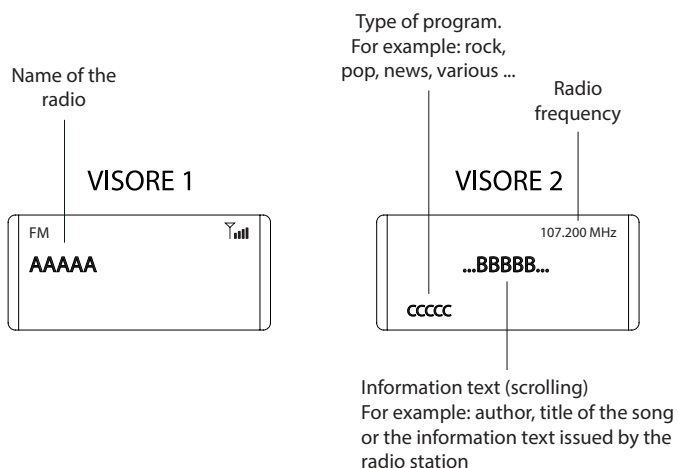 Type of program.
For example: rock,
pop, news, various ...
Name of the
radio
Radio
frequency
VISORE 1
VISORE 2
FM
AAAAA
107.200 MHz
...BBBBB...
CCCCC
Information text (scrolling)
For example: author, title of the song
or the information text issued by the
radio station